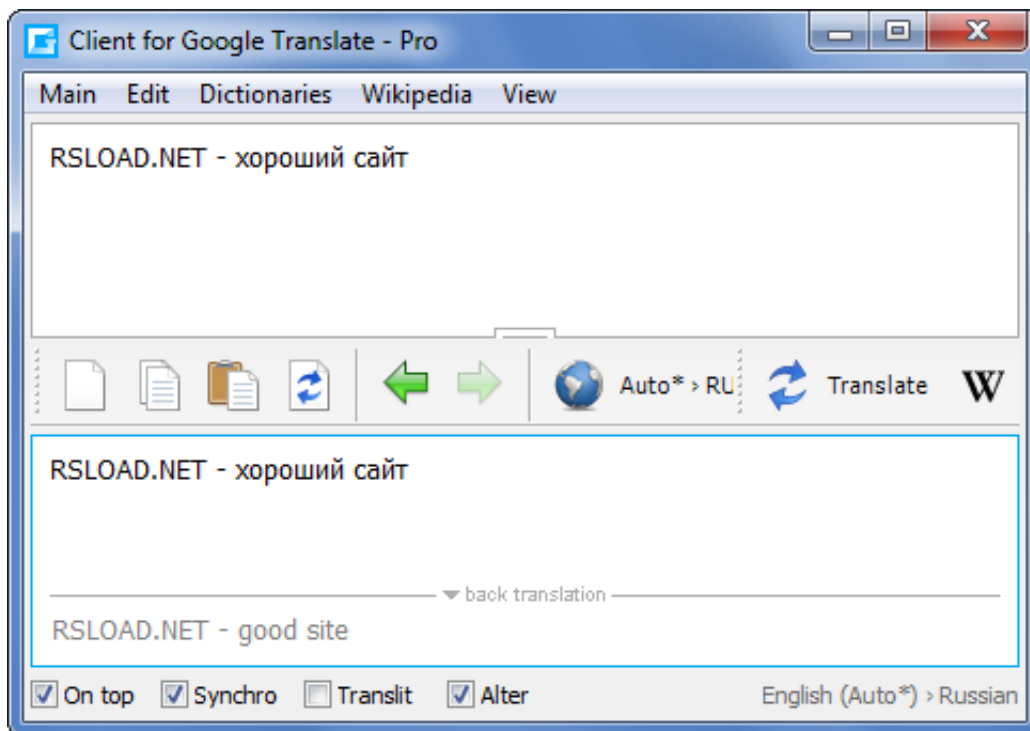 Client for Google Translate - Pro
Main Edit Dictionaries Wikipedia View
RSLOAD.NET - хороший сайт
Auto* › RU Translate W
RSLOAD.NET - хороший сайт
back translation
RSLOAD.NET - good site
On top Synchro Translit Alter English (Auto*) › Russian